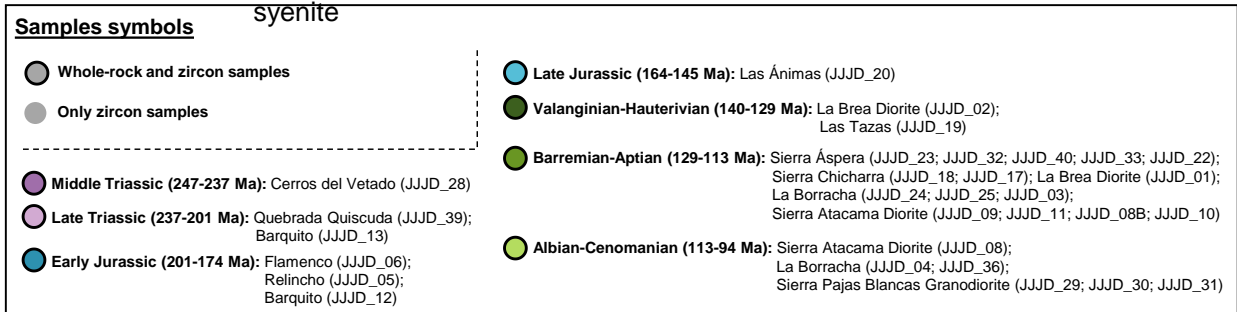 syenite
Samples symbols
Whole-rock and zircon samples
Only zircon samples
Middle Triassic (247-237 Ma): Cerros del Vetado (JJJD_28)
Late Triassic (237-201 Ma): Quebrada Quiscuda (JJJD_39);
Barquito (JJJD_13)
Early Jurassic (201-174 Ma): Flamenco (JJJD_06);
Relincho (JJJD_05);
Barquito (JJJD_12)
Late Jurassic (164-145 Ma): Las Ánimas (JJJD_20)
Valanginian-Hauterivian (140-129 Ma): La Brea Diorite (JJJD_02);
Las Tazas (JJJD_19)
Barremian-Aptian (129-113 Ma): Sierra Áspera (JJJD_23; JJJD_32; JJJD_40; JJJD_33; JJJD_22);
Sierra Chicharra (JJJD_18; JJJD_17); La Brea Diorite (JJJD_01);
La Borracha (JJJD_24; JJJD_25; JJJD_03);
Sierra Atacama Diorite (JJJD_09; JJJD_11; JJJD_08B; JJJD_10)
Albian-Cenomanian (113-94 Ma): Sierra Atacama Diorite (JJJD_08);
La Borracha (JJJD_04; JJJD_36);
Sierra Pajas Blancas Granodiorite (JJJD_29; JJJD_30; JJJD_31)